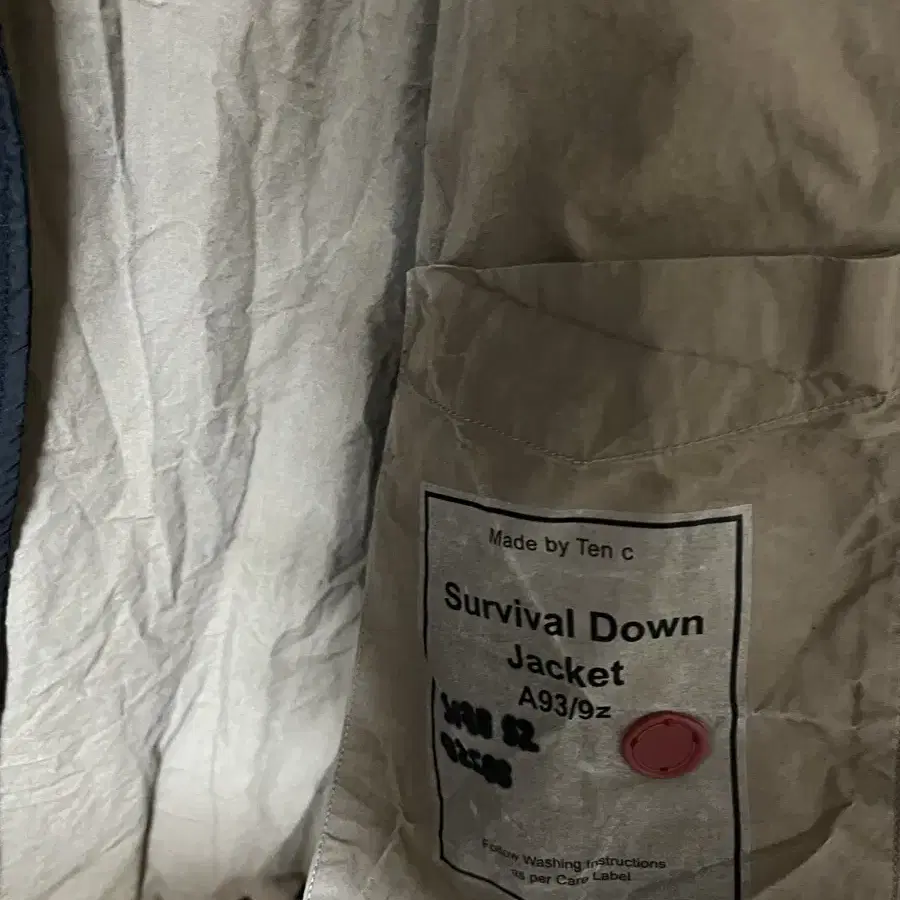 Made by Ten c
Survival Down
Jacket
A93/9z
Follow Washing Instructions
as per Care Label